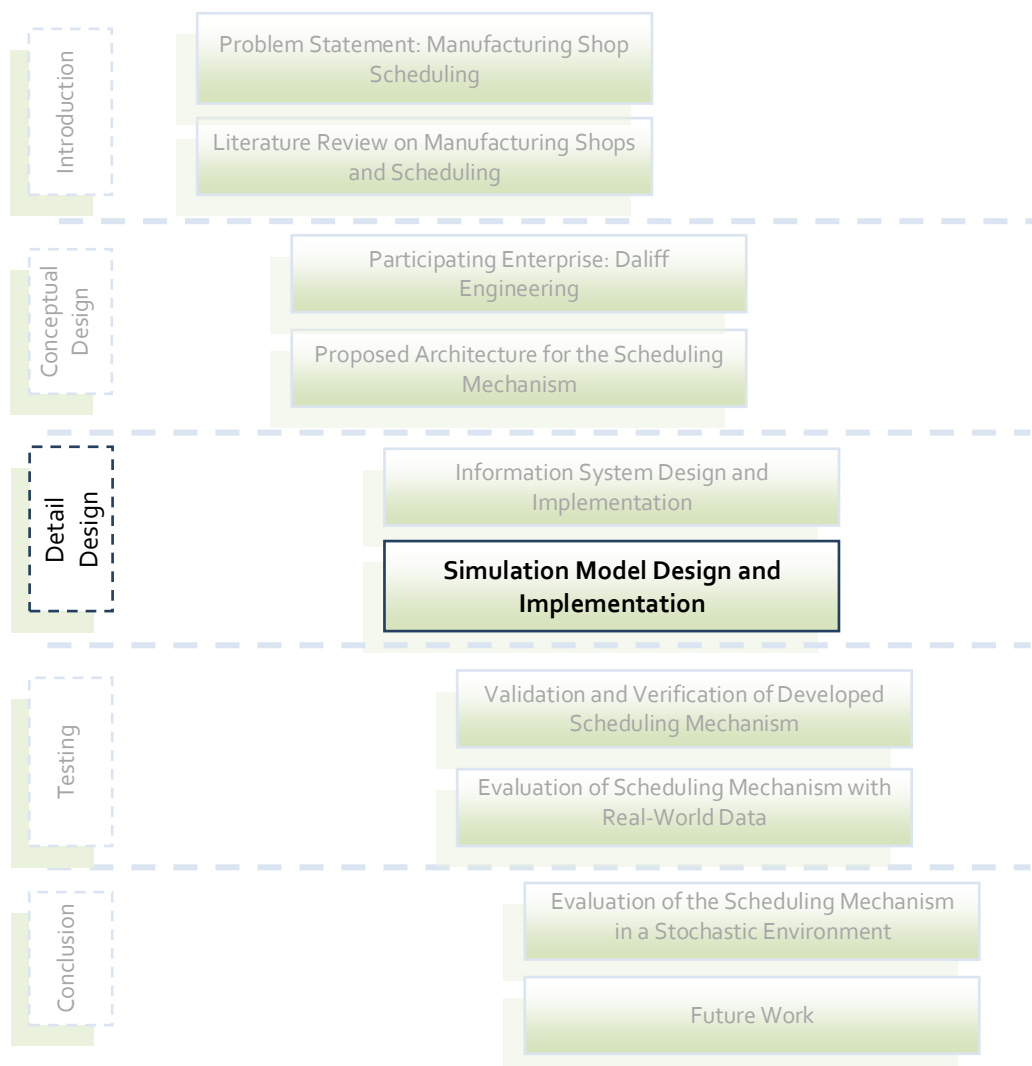 Introduction
Problem Statement: Manufacturing Shop
Scheduling
Literature Review on Manufacturing Shops
and Scheduling
Conceptual
Design
Participating Enterprise: Daliff
Engineering
Proposed Architecture for the Scheduling
Mechanism
Detail
Design
Information System Design and
Implementation
Simulation Model Design and
Implementation
Testing
Validation and Verification of Developed
Scheduling Mechanism
Evaluation of Scheduling Mechanism with
Real-World Data
Conclusion
Evaluation of the Scheduling Mechanism
in a Stochastic Environment
Future Work